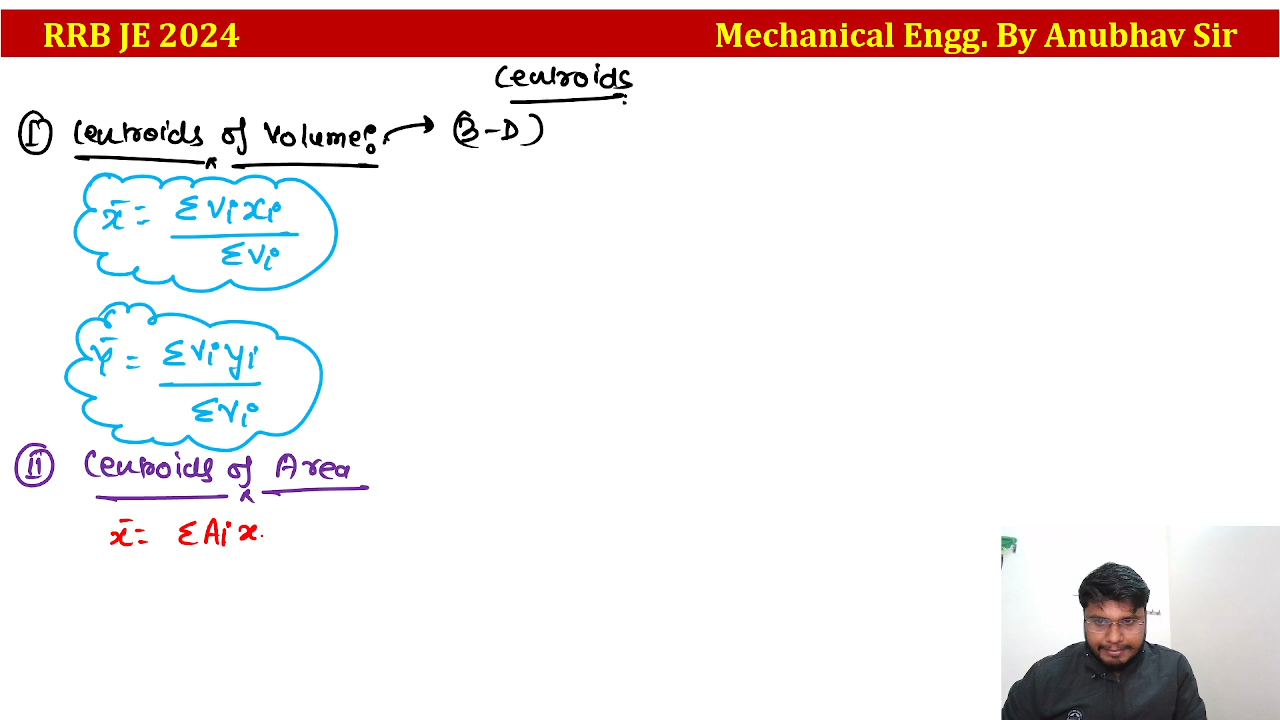 RRB JE 2024
Mechanical Engg. By Anubhav Sir
Centroids
(I) Centroids of Volume: → (3-D)
x̄ = Σvᵢxᵢ
Σvᵢ
Ȳ = Σvᵢyᵢ
Σvᵢ
(II) Centroids of Area
x̄ = ΣAᵢx